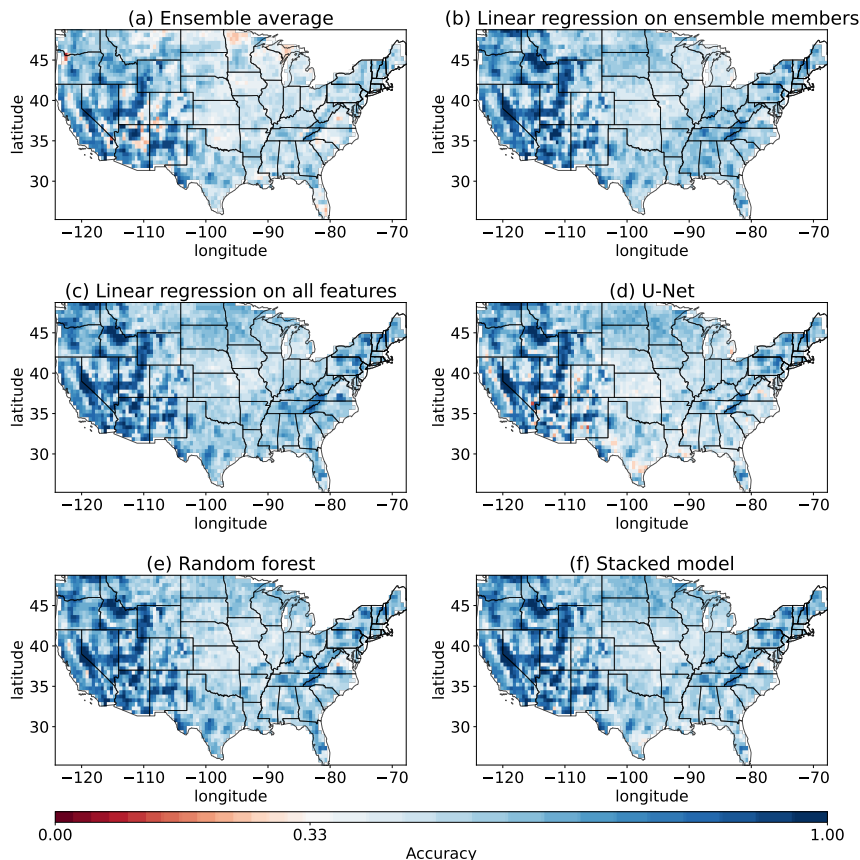 (a) Ensemble average
(b) Linear regression on ensemble members
45
40
35
30
latitude
−120 −110 −100 −90 −80 −70
longitude
45
40
35
30
latitude
−120 −110 −100 −90 −80 −70
longitude
(c) Linear regression on all features
(d) U-Net
45
40
35
30
latitude
−120 −110 −100 −90 −80 −70
longitude
45
40
35
30
latitude
−120 −110 −100 −90 −80 −70
longitude
(e) Random forest
(f) Stacked model
45
40
35
30
latitude
−120 −110 −100 −90 −80 −70
longitude
45
40
35
30
latitude
−120 −110 −100 −90 −80 −70
longitude
0.00 0.33 1.00
Accuracy